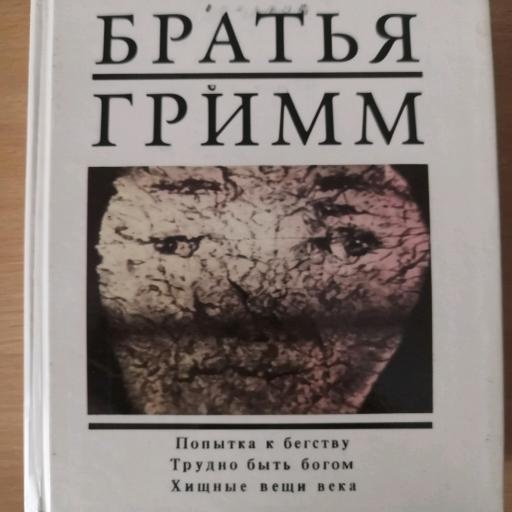 БРАТЬЯ
ГРИММ
Попытка к бегству
Трудно быть богом
Хищные вещи века